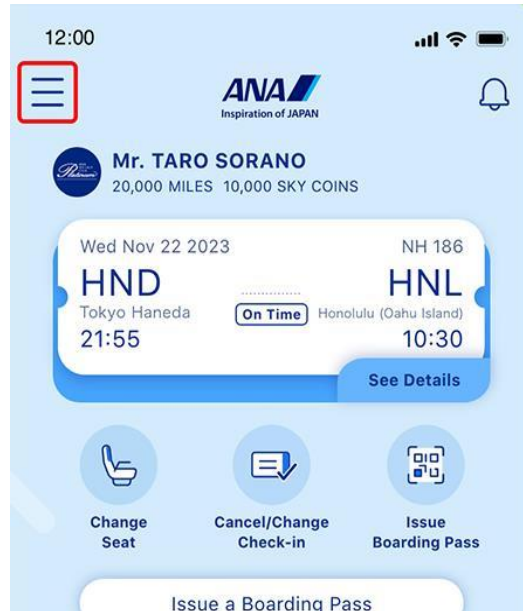 12:00
ANA
Inspiration of JAPAN
Platinum
Mr. TARO SORANO
20,000 MILES 10,000 SKY COINS
Wed Nov 22 2023 NH 186
HND HNL
Tokyo Haneda On Time Honolulu (Oahu Island)
21:55 10:30
See Details
Change Cancel/Change Issue
Seat Check-in Boarding Pass
Issue a Boarding Pass